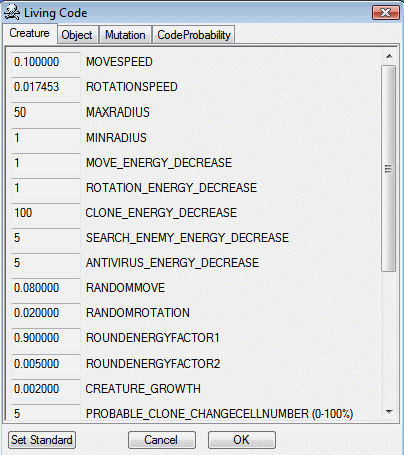 Living Code
Creature Object Mutation CodeProbability
0.100000 MOVESPEED
0.017453 ROTATIONSPEED
50 MAXRADIUS
1 MINRADIUS
1 MOVE_ENERGY_DECREASE
1 ROTATION_ENERGY_DECREASE
100 CLONE_ENERGY_DECREASE
5 SEARCH_ENEMY_ENERGY_DECREASE
5 ANTIVIRUS_ENERGY_DECREASE
0.080000 RANDOMMOVE
0.020000 RANDOMROTATION
0.900000 ROUNDENERGYFACTOR1
0.005000 ROUNDENERGYFACTOR2
0.002000 CREATURE_GROWTH
5 PROBABLE_CLONE_CHANGECELLNUMBER (0-100%)
Set Standard Cancel OK